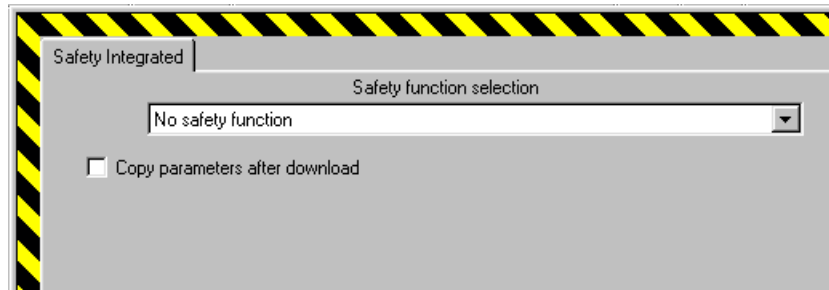 Safety Integrated
Safety function selection
No safety function
Copy parameters after download